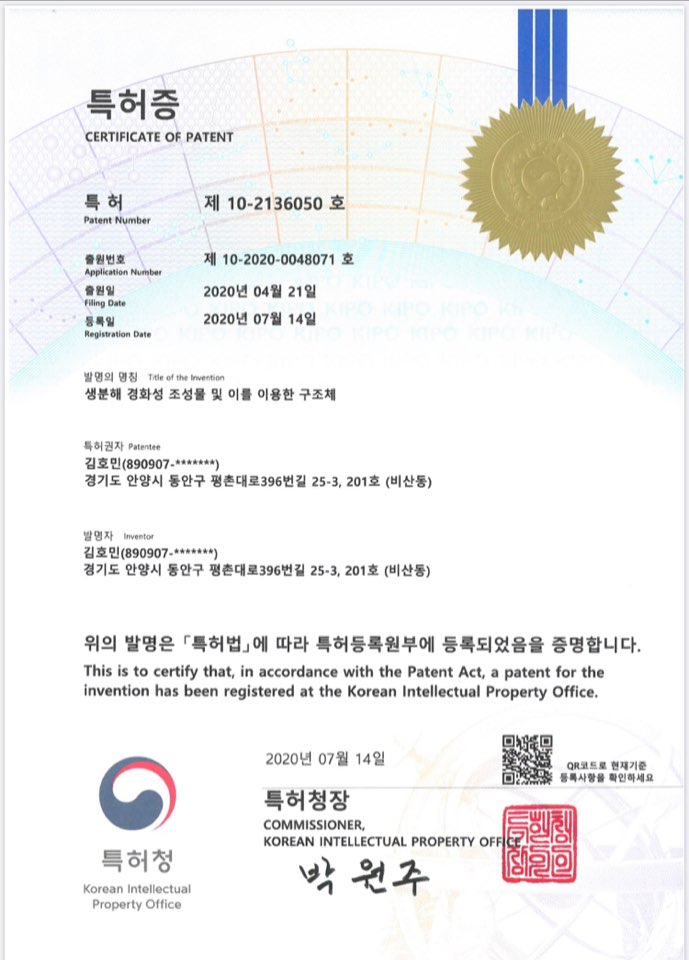 특허증
CERTIFICATE OF PATENT
특 허 제 10-2136050 호
Patent Number
출원번호 제 10-2020-0048071 호
Application Number
출원일 2020년 04월 21일
Filing Date
등록일 2020년 07월 14일
Registration Date
발명의 명칭 Title of the Invention
생분해 경화성 조성물 및 이를 이용한 구조체
특허권자 Patentee
김호민(890907-*******)
경기도 안양시 동안구 평촌대로396번길 25-3, 201호 (비산동)
발명자 Inventor
김호민(890907-*******)
경기도 안양시 동안구 평촌대로396번길 25-3, 201호 (비산동)
위의 발명은 「특허법」에 따라 특허등록원부에 등록되었음을 증명합니다.
This is to certify that, in accordance with the Patent Act, a patent for the
invention has been registered at the Korean Intellectual Property Office.
2020년 07월 14일
QR코드로 현재기준
등록사항을 확인하세요
특허청장
COMMISSIONER,
KOREAN INTELLECTUAL PROPERTY OFFICE
박원주
특허청
Korean Intellectual
Property Office
KIPO KIPO KIPO KIPO KIPO